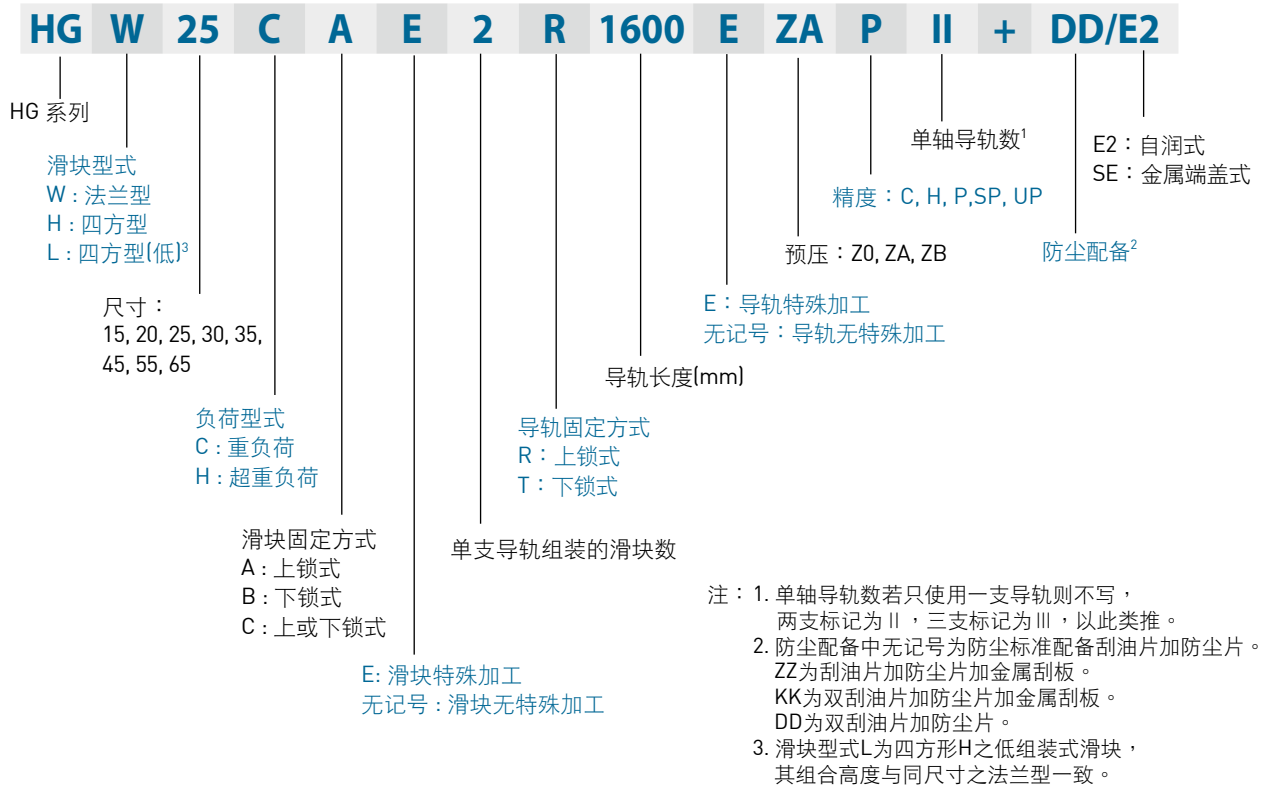 HG W 25 C A E 2 R 1600 E ZA P II + DD/E2
HG 系列
滑块型式
W : 法兰型
H : 四方型
L : 四方型(低)³
尺寸：
15, 20, 25, 30, 35,
45, 55, 65
负荷型式
C : 重负荷
H : 超重负荷
滑块固定方式
A : 上锁式
B : 下锁式
C : 上或下锁式
E: 滑块特殊加工
无记号 : 滑块无特殊加工
单支导轨组装的滑块数
导轨固定方式
R：上锁式
T：下锁式
导轨长度(mm)
E：导轨特殊加工
无记号：导轨无特殊加工
预压：Z0, ZA, ZB
精度：C, H, P,SP, UP
单轴导轨数¹
防尘配备²
E2：自润式
SE：金属端盖式
注：1. 单轴导轨数若只使用一支导轨则不写，
两支标记为Ⅱ，三支标记为Ⅲ，以此类推。
2. 防尘配备中无记号为防尘标准配备刮油片加防尘片。
ZZ为刮油片加防尘片加金属刮板。
KK为双刮油片加防尘片加金属刮板。
DD为双刮油片加防尘片。
3. 滑块型式L为四方形H之低组装式滑块，
其组合高度与同尺寸之法兰型一致。